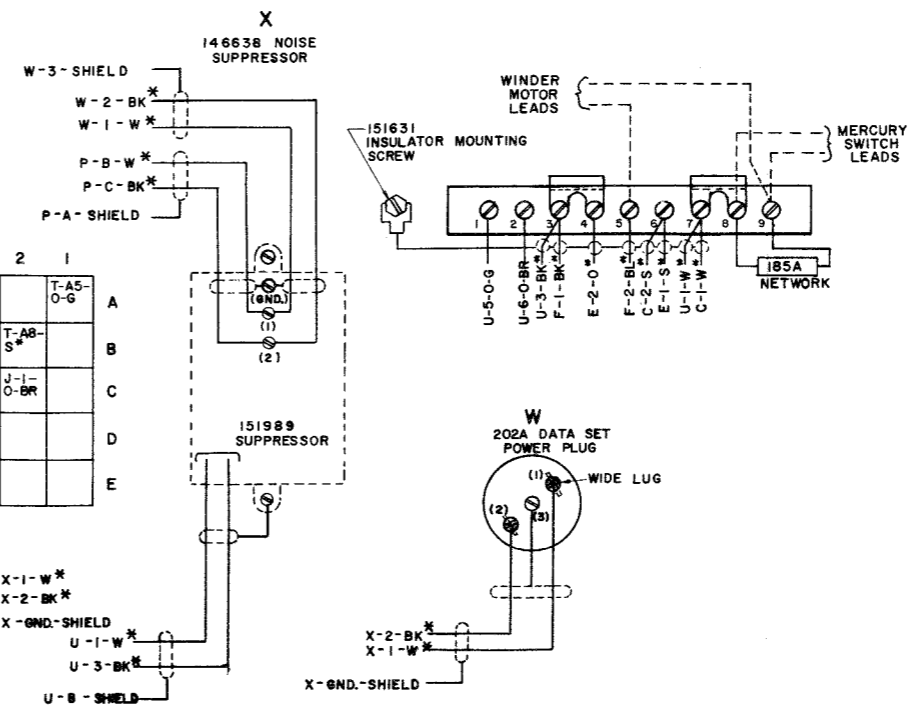 X
146638 NOISE
SUPPRESSOR
W-3-SHIELD
W-2-BK*
W-1-W*
P-B-W*
P-C-BK*
P-A-SHIELD
(GND.)
(1)
(2)
151989
SUPPRESSOR
2 1
T-A5-
O-G
A
T-A8-
S*
B
J-1-
O-BR
C
D
E
X-1-W*
X-2-BK*
X-GND.-SHIELD
U-1-W*
U-3-BK*
U-8-SHIELD
WINDER
MOTOR
LEADS
151631
INSULATOR MOUNTING
SCREW
MERCURY
SWITCH
LEADS
1 2 3 4 5 6 7 8 9
U-5-O-G
U-6-O-BR
U-3-BK*
F-1-BK*
E-2-O*
F-2-BL*
C-2-S*
E-1-S*
U-1-W*
C-1-W*
185A
NETWORK
W
202A DATA SET
POWER PLUG
(1)
WIDE LUG
(2)
(3)
X-2-BK*
X-1-W*
X-GND.-SHIELD